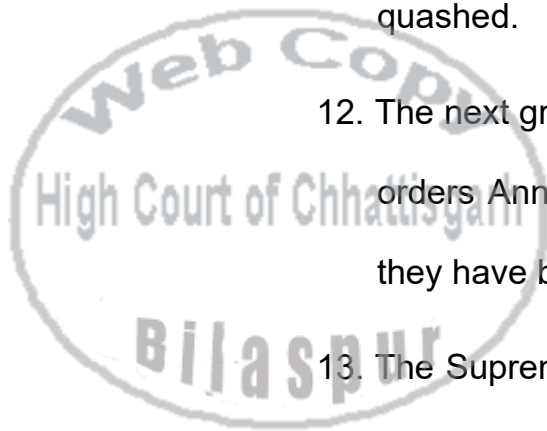 quashed.
Web Copy
12. The next gr
High Court of Chhattisgarh
orders Ann
they have b
Bilaspur
13. The Suprem